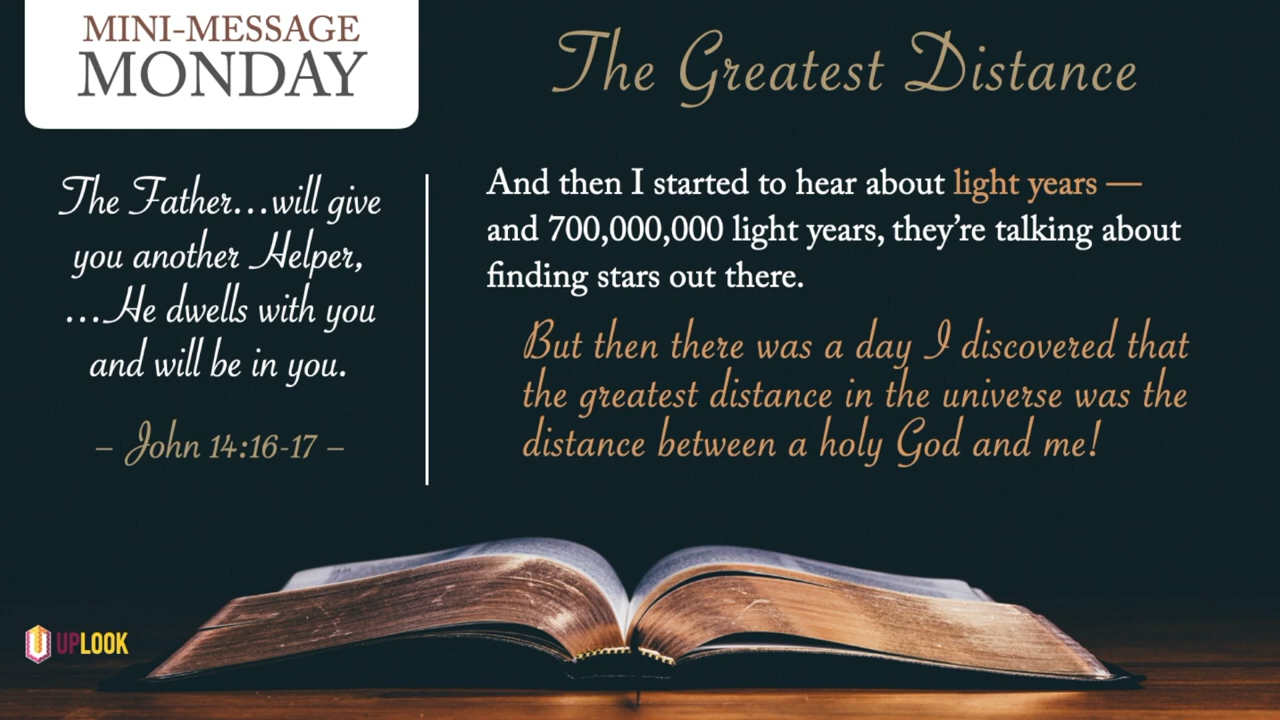 MINI-MESSAGE
MONDAY
The Greatest Distance
The Father...will give
you another Helper,
...He dwells with you
and will be in you.
– John 14:16-17 –
And then I started to hear about light years —
and 700,000,000 light years, they’re talking about
finding stars out there.
But then there was a day I discovered that
the greatest distance in the universe was the
distance between a holy God and me!
UPLOOK